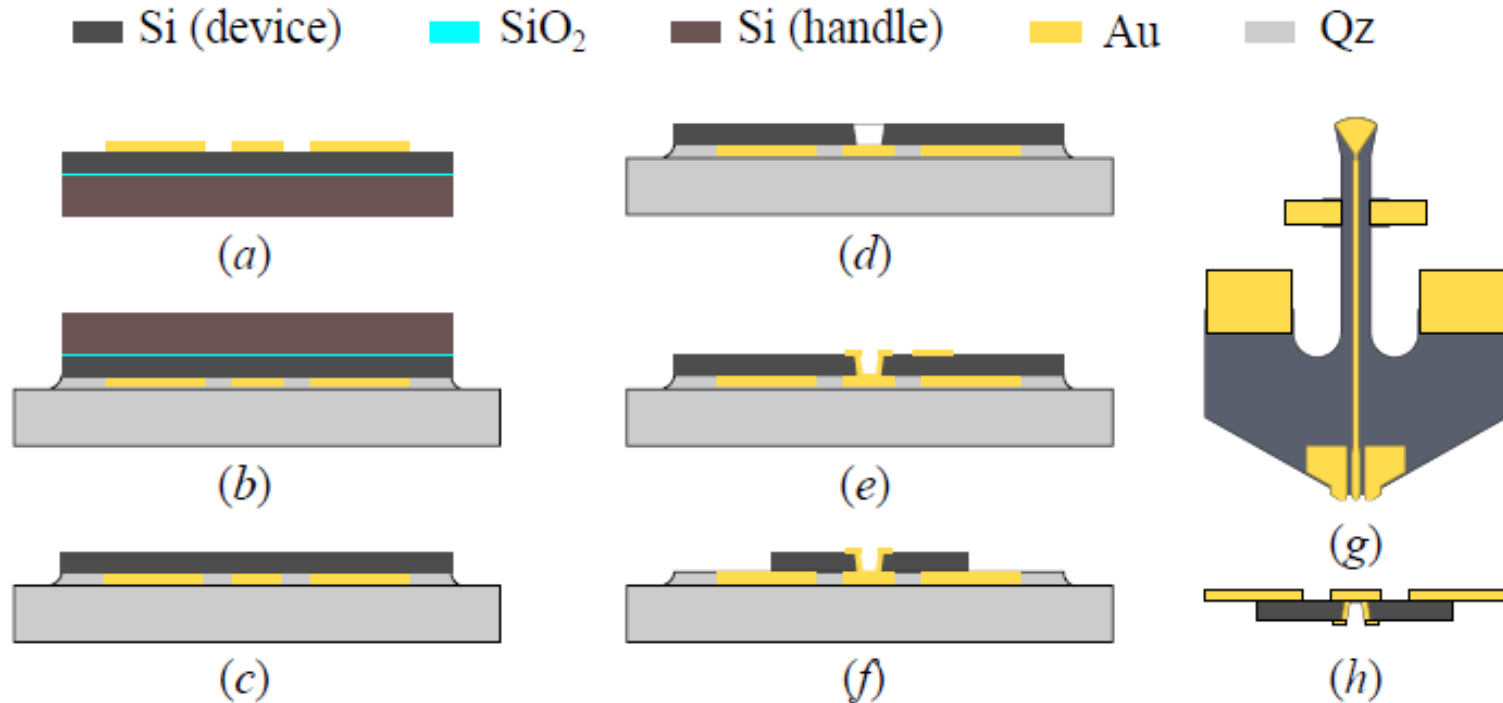 Si (device) SiO₂ Si (handle) Au Qz
(a) (d)
(b) (e) (g)
(c) (f) (h)